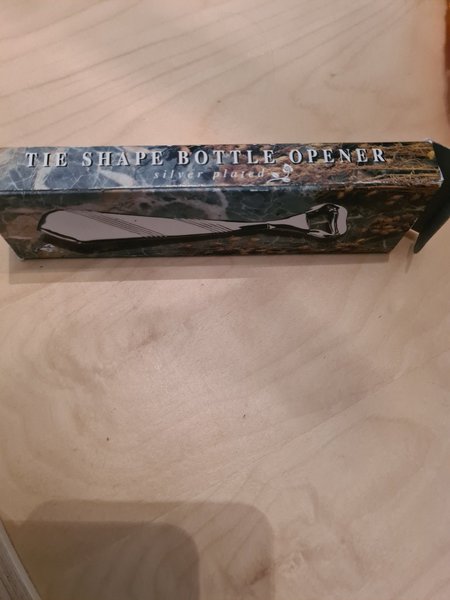 TIE SHAPE BOTTLE OPENER
silver plated